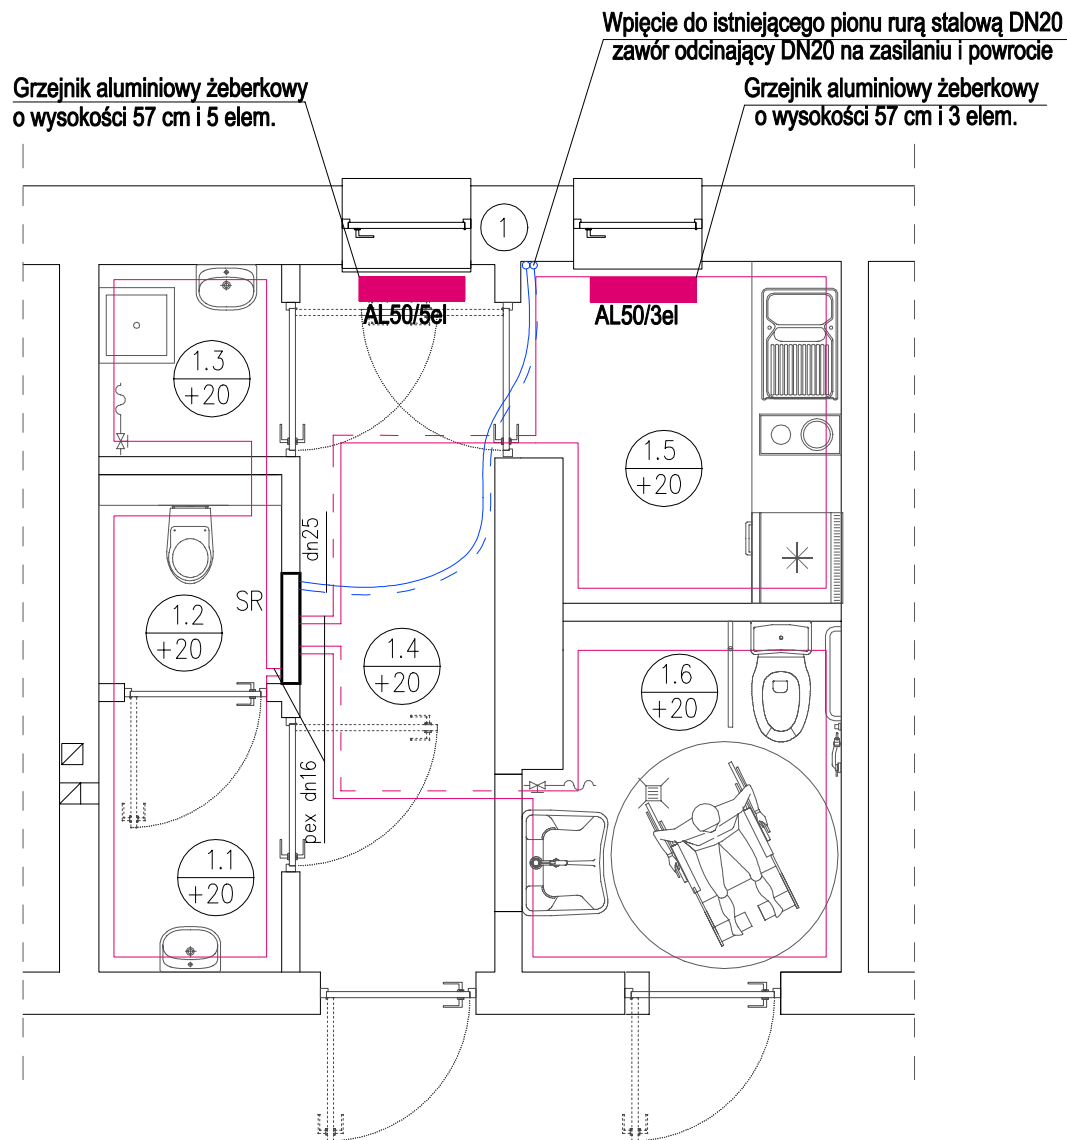 Wpięcie do istniejącego pionu rurą stalową DN20
zawór odcinający DN20 na zasilaniu i powrocie
Grzejnik aluminiowy żeberkowy
o wysokości 57 cm i 5 elem.
Grzejnik aluminiowy żeberkowy
o wysokości 57 cm i 3 elem.
1
AL50/5el
AL50/3el
1.3
+20
1.5
+20
dn25
SR
1.2
+20
1.4
+20
1.6
+20
pex dn16
1.1
+20